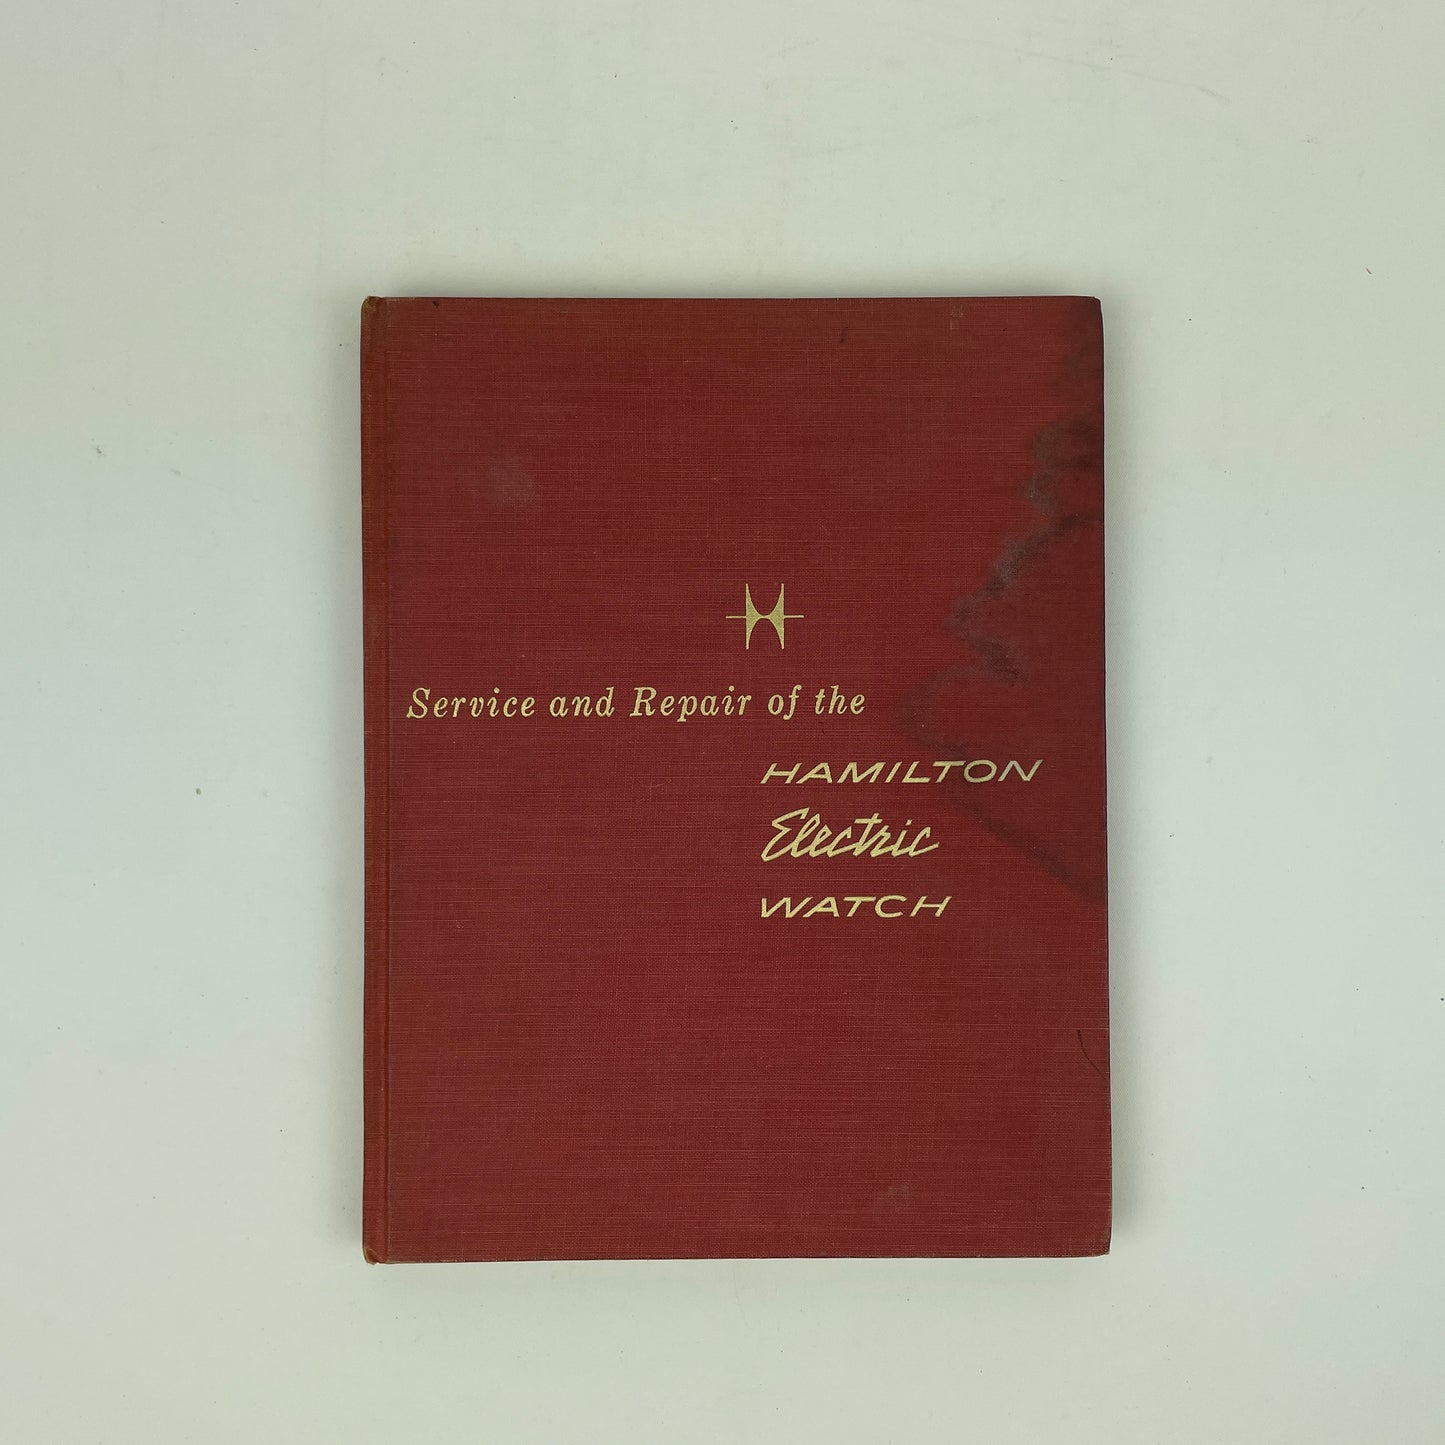 Service and Repair of the
HAMILTON
Electric
WATCH